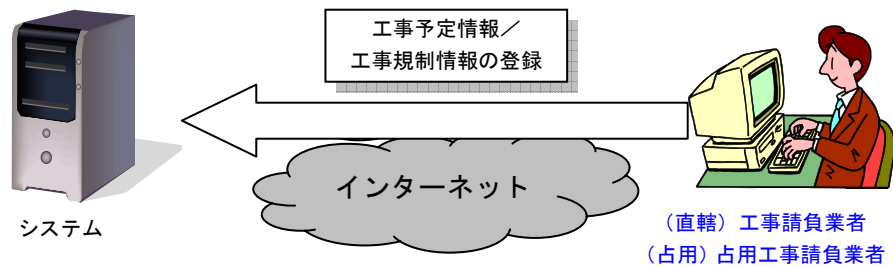 工事予定情報／
工事規制情報の登録
インターネット
システム
（直轄）工事請負業者
（占用）占用工事請負業者